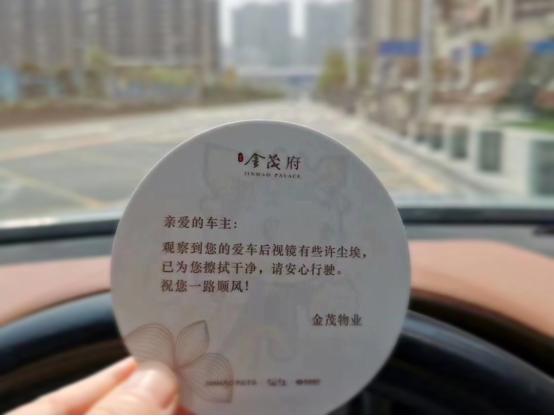 金茂府
JINMAO PALACE
亲爱的车主：
观察到您的爱车后视镜有些许尘埃，
已为您擦拭干净，请安心行驶。
祝您一路顺风！
金茂物业